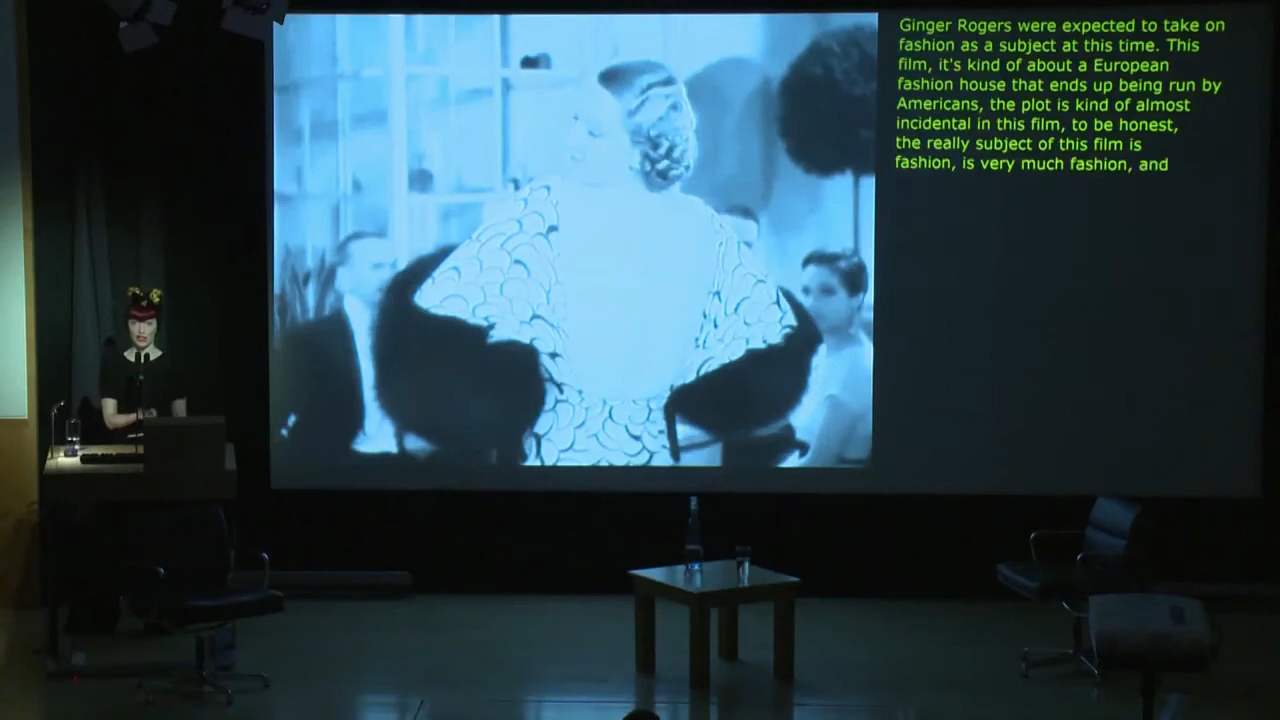 Ginger Rogers were expected to take on
fashion as a subject at this time. This
film, it's kind of about a European
fashion house that ends up being run by
Americans, the plot is kind of almost
incidental in this film, to be honest,
the really subject of this film is
fashion, is very much fashion, and